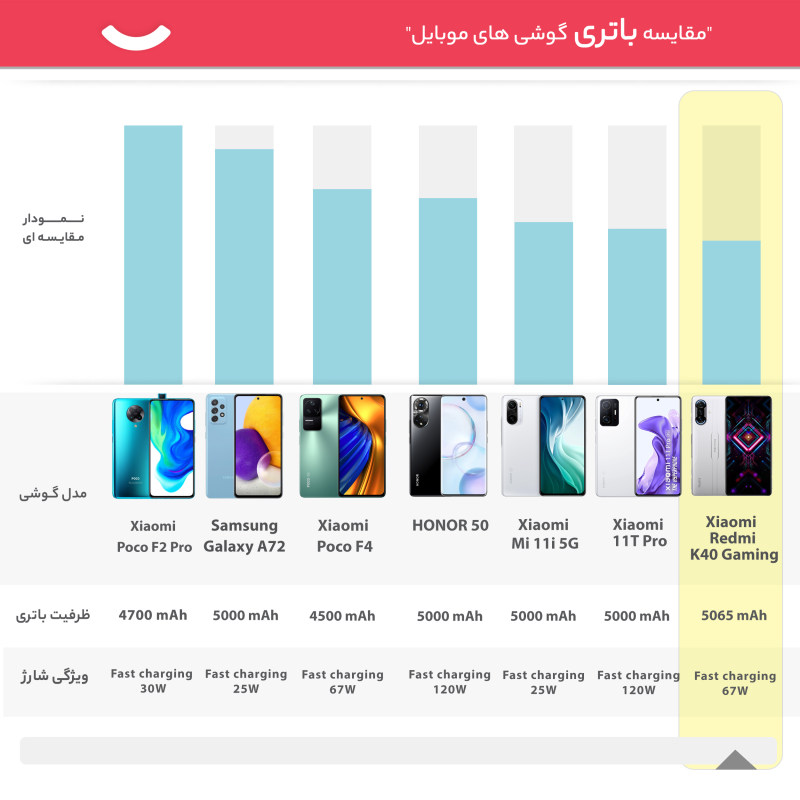 "مقایسه باتری گوشی های موبایل"
نـــمـــودار
مـقـایـسـه ای
مدل گـوشی
Xiaomi
Poco F2 Pro
Samsung
Galaxy A72
Xiaomi
Poco F4
HONOR 50
Xiaomi
Mi 11i 5G
Xiaomi
11T Pro
Xiaomi
Redmi
K40 Gaming
ظرفیت باتری
4700 mAh
5000 mAh
4500 mAh
5000 mAh
5000 mAh
5000 mAh
5065 mAh
ویژگی شارژ
Fast charging
30W
Fast charging
25W
Fast charging
67W
Fast charging
120W
Fast charging
25W
Fast charging
120W
Fast charging
67W